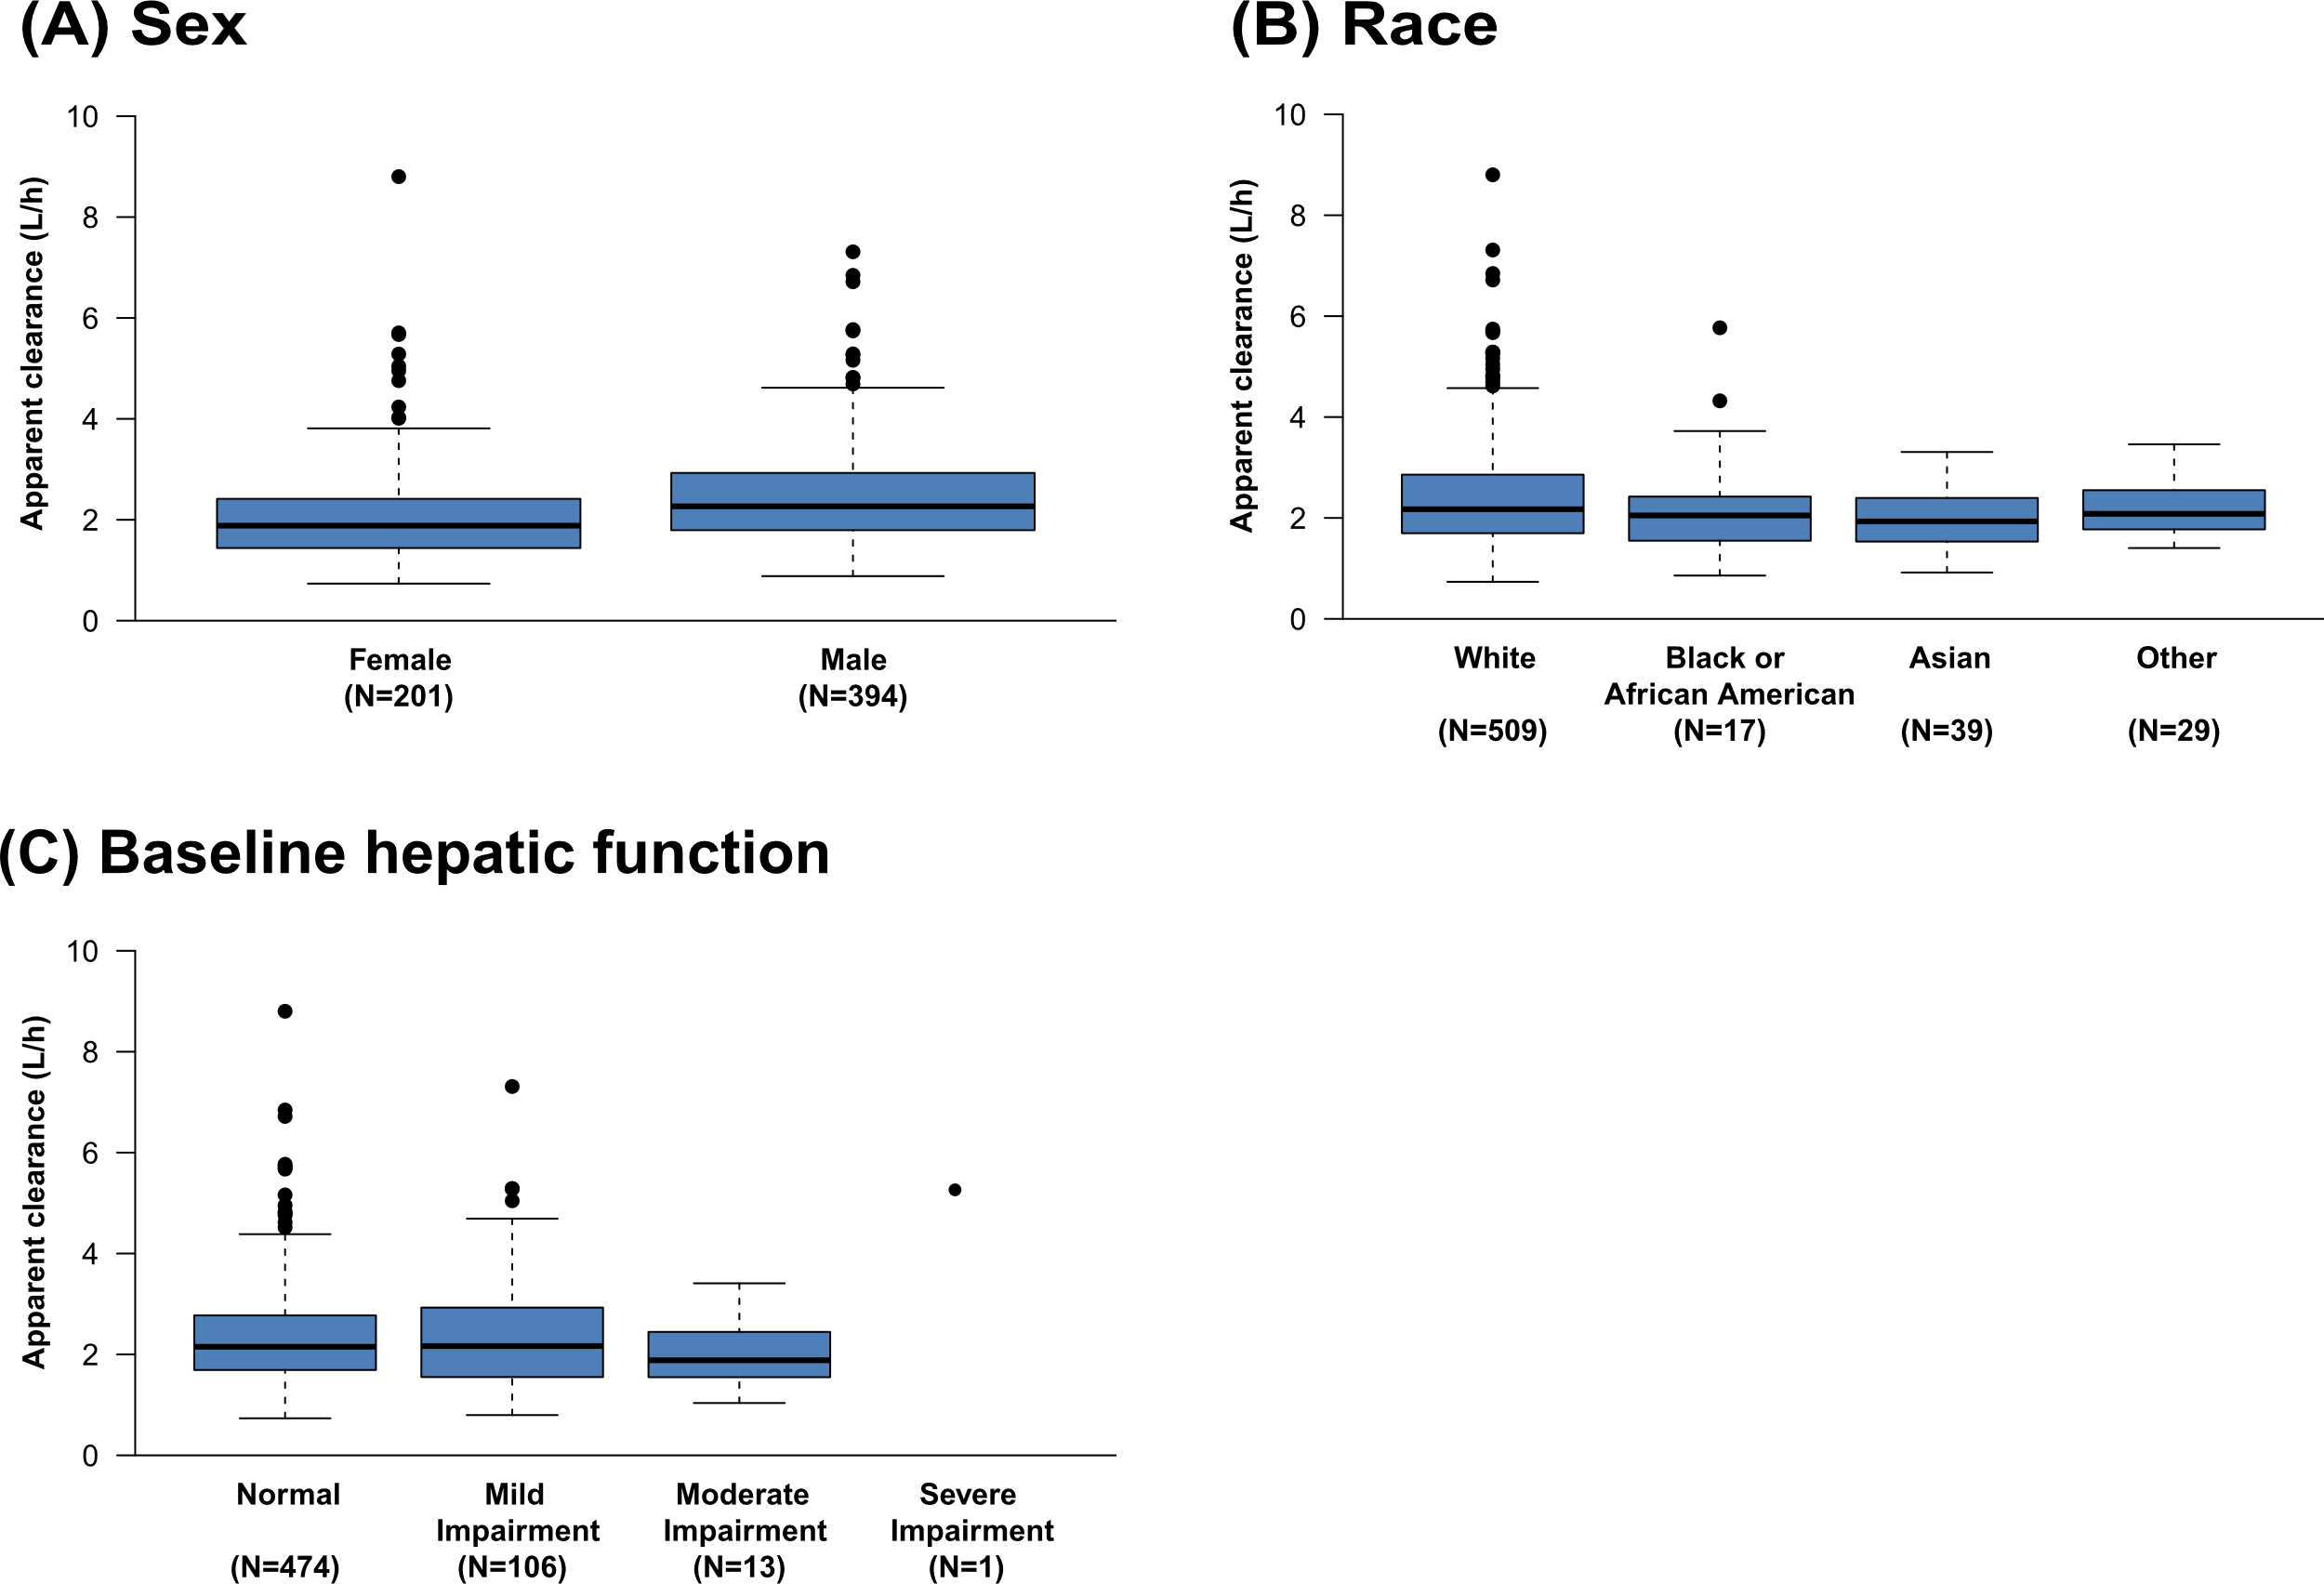 (A) Sex
Apparent clearance (L/h)
10
8
6
4
2
0
Female
(N=201)
Male
(N=394)
(B) Race
Apparent clearance (L/h)
10
8
6
4
2
0
White
(N=509)
Black or
African American
(N=17)
Asian
(N=39)
Other
(N=29)
(C) Baseline hepatic function
Apparent clearance (L/h)
10
8
6
4
2
0
Normal
(N=474)
Mild
Impairment
(N=106)
Moderate
Impairment
(N=13)
Severe
Impairment
(N=1)